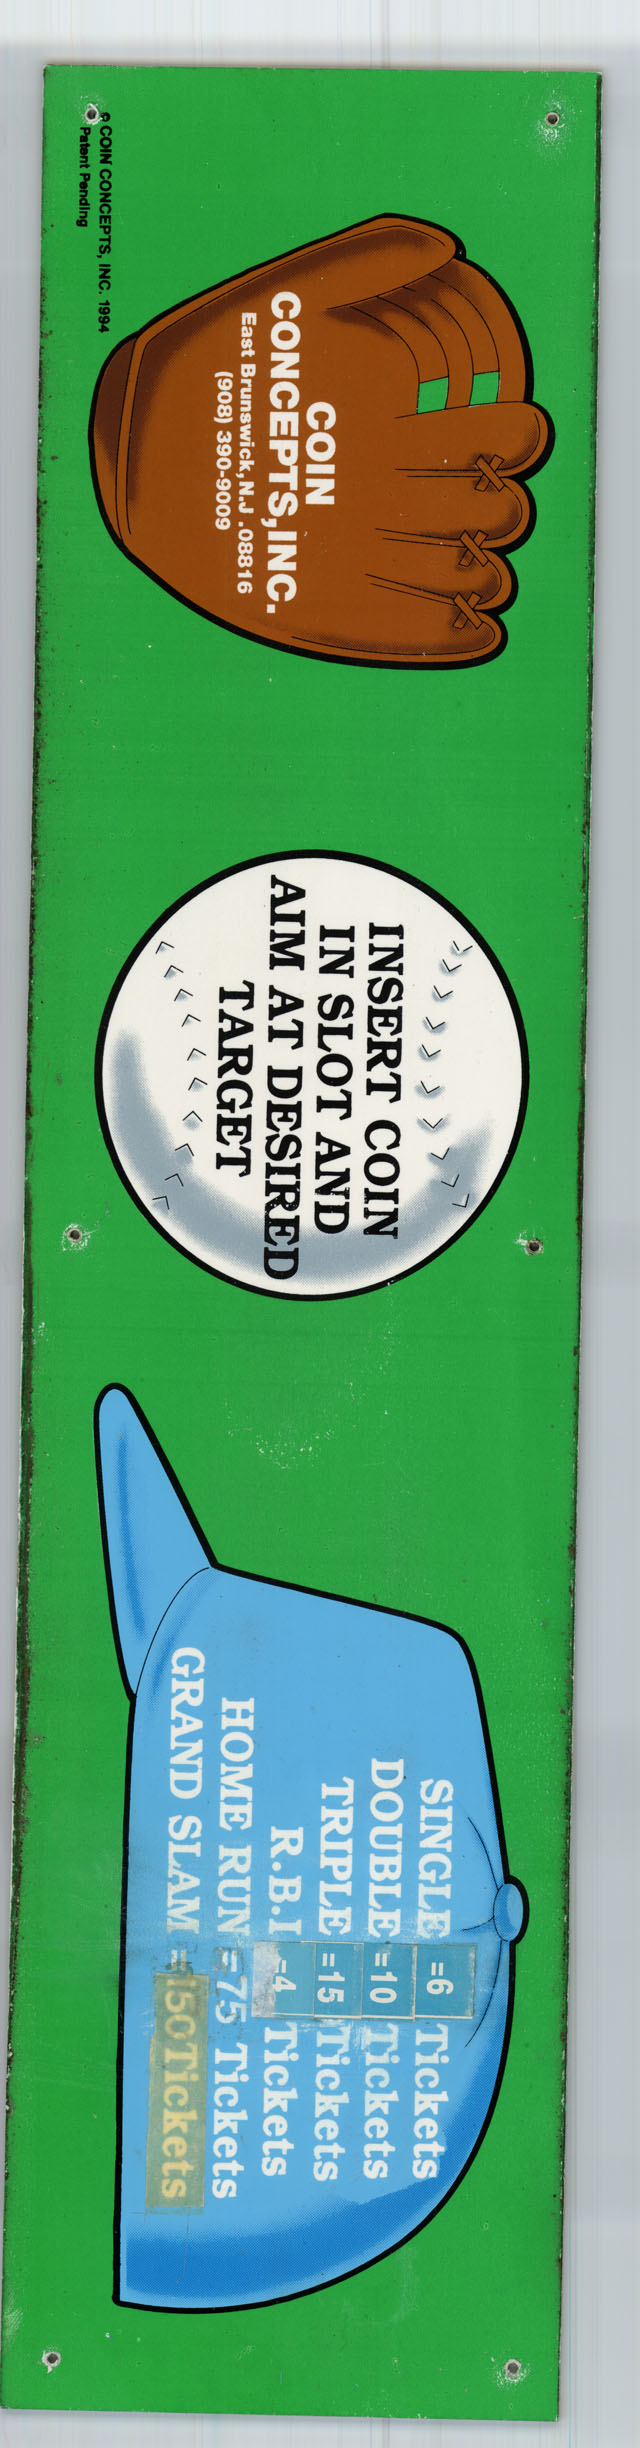 © COIN CONCEPTS, INC. 1994
Patent Pending
COIN
CONCEPTS,INC.
East Brunswick,N.J .08816
(908) 390-9009
INSERT COIN
IN SLOT AND
AIM AT DESIRED
TARGET
SINGLE =6 Tickets
DOUBLE =10 Tickets
TRIPLE =15 Tickets
R.B.I =4 Tickets
HOME RUN =75 Tickets
GRAND SLAM =150 Tickets